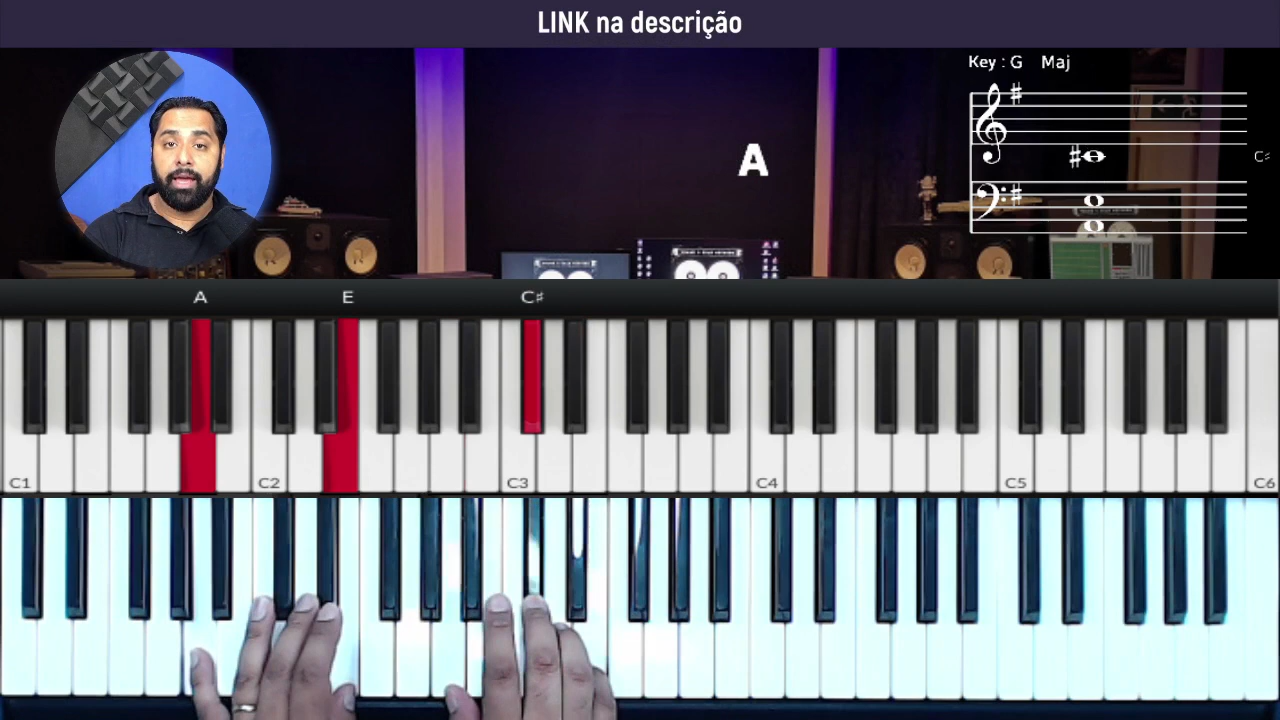 LINK na descrição
Key : G Maj
A
C♯
A E C♯
C1 C2 C3 C4 C5 C6